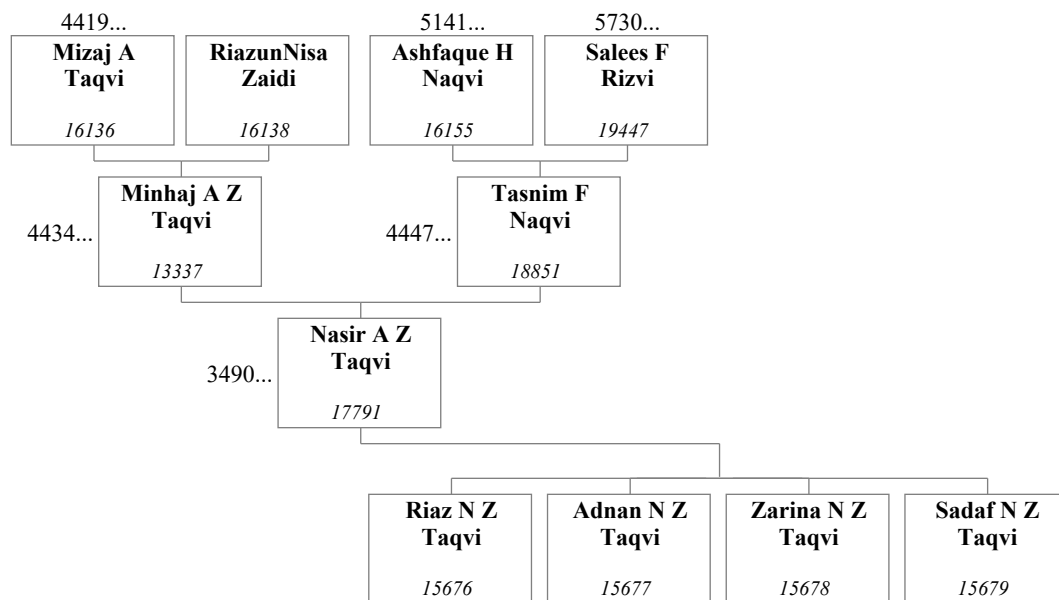 4419...
5141...
5730...
Mizaj A
Taqvi
16136
RiazunNisa
Zaidi
16138
Ashfaque H
Naqvi
16155
Salees F
Rizvi
19447
4434...
Minhaj A Z
Taqvi
13337
4447...
Tasnim F
Naqvi
18851
3490...
Nasir A Z
Taqvi
17791
Riaz N Z
Taqvi
15676
Adnan N Z
Taqvi
15677
Zarina N Z
Taqvi
15678
Sadaf N Z
Taqvi
15679